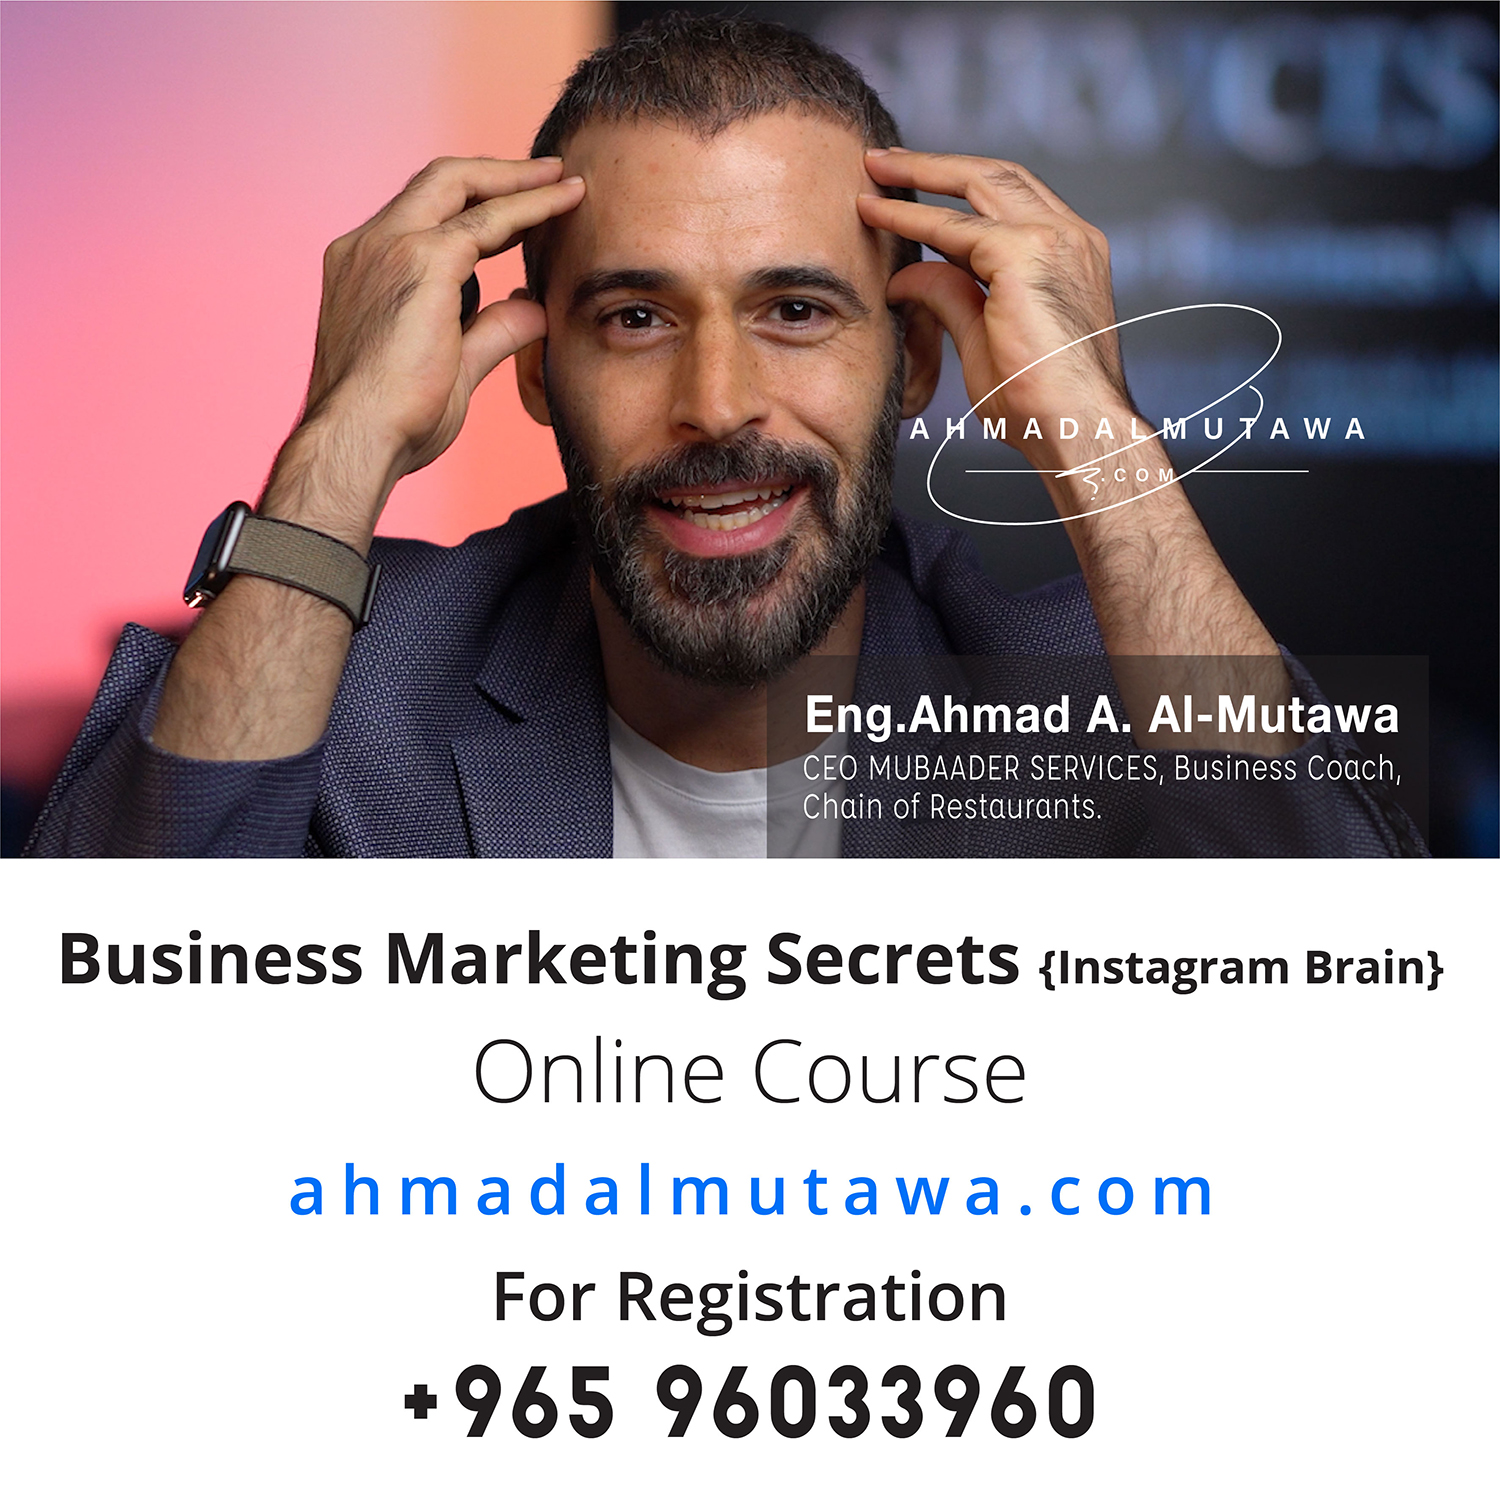 SERVICES
AHMADALMUTAWA
.COM
Eng.Ahmad A. Al-Mutawa
CEO MUBAADER SERVICES, Business Coach,
Chain of Restaurants.
Business Marketing Secrets {Instagram Brain}
Online Course
ahmadalmutawa.com
For Registration
+965 96033960